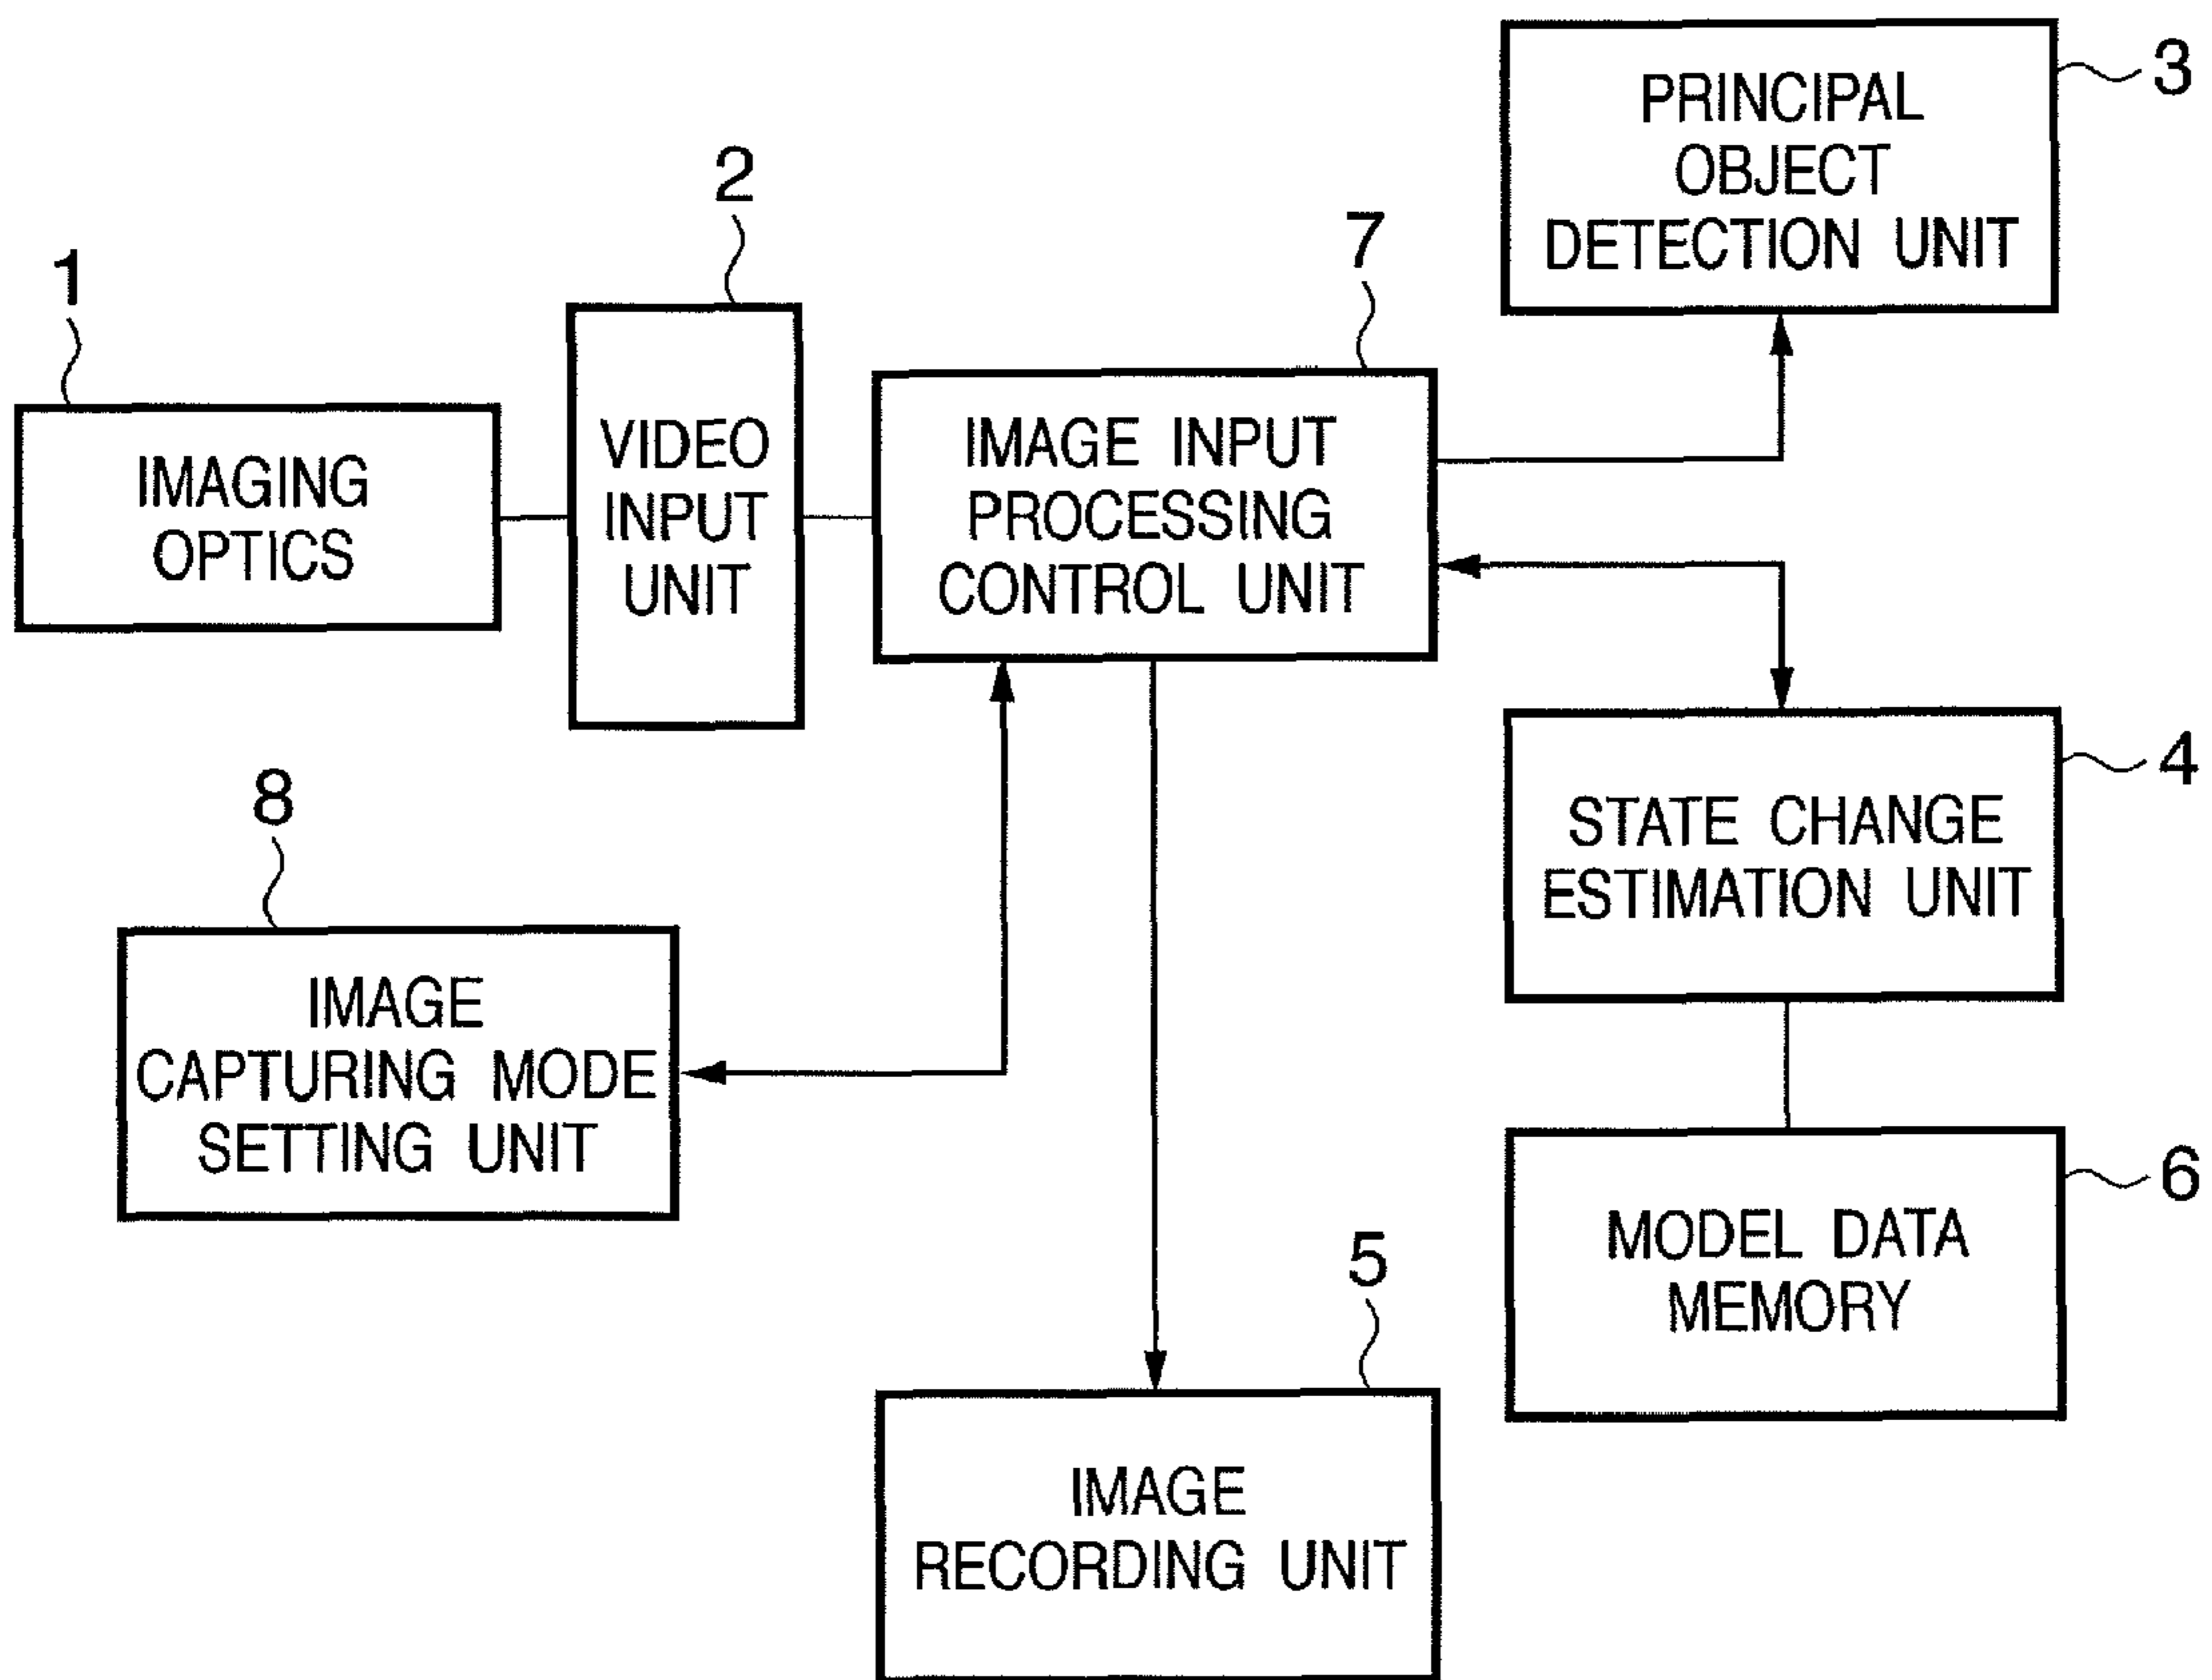 1
IMAGING
OPTICS
2
VIDEO
INPUT
UNIT
7
IMAGE INPUT
PROCESSING
CONTROL UNIT
3
PRINCIPAL
OBJECT
DETECTION UNIT
4
STATE CHANGE
ESTIMATION UNIT
8
IMAGE
CAPTURING MODE
SETTING UNIT
6
MODEL DATA
MEMORY
5
IMAGE
RECORDING UNIT